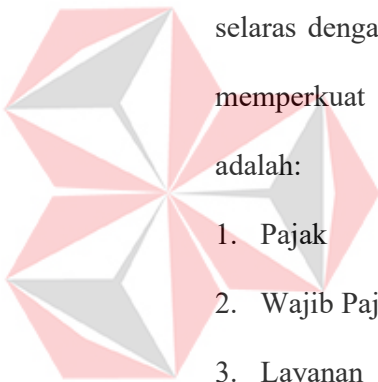 selaras denga
memperkuat
adalah:
1. Pajak
2. Wajib Paj
3. Layanan